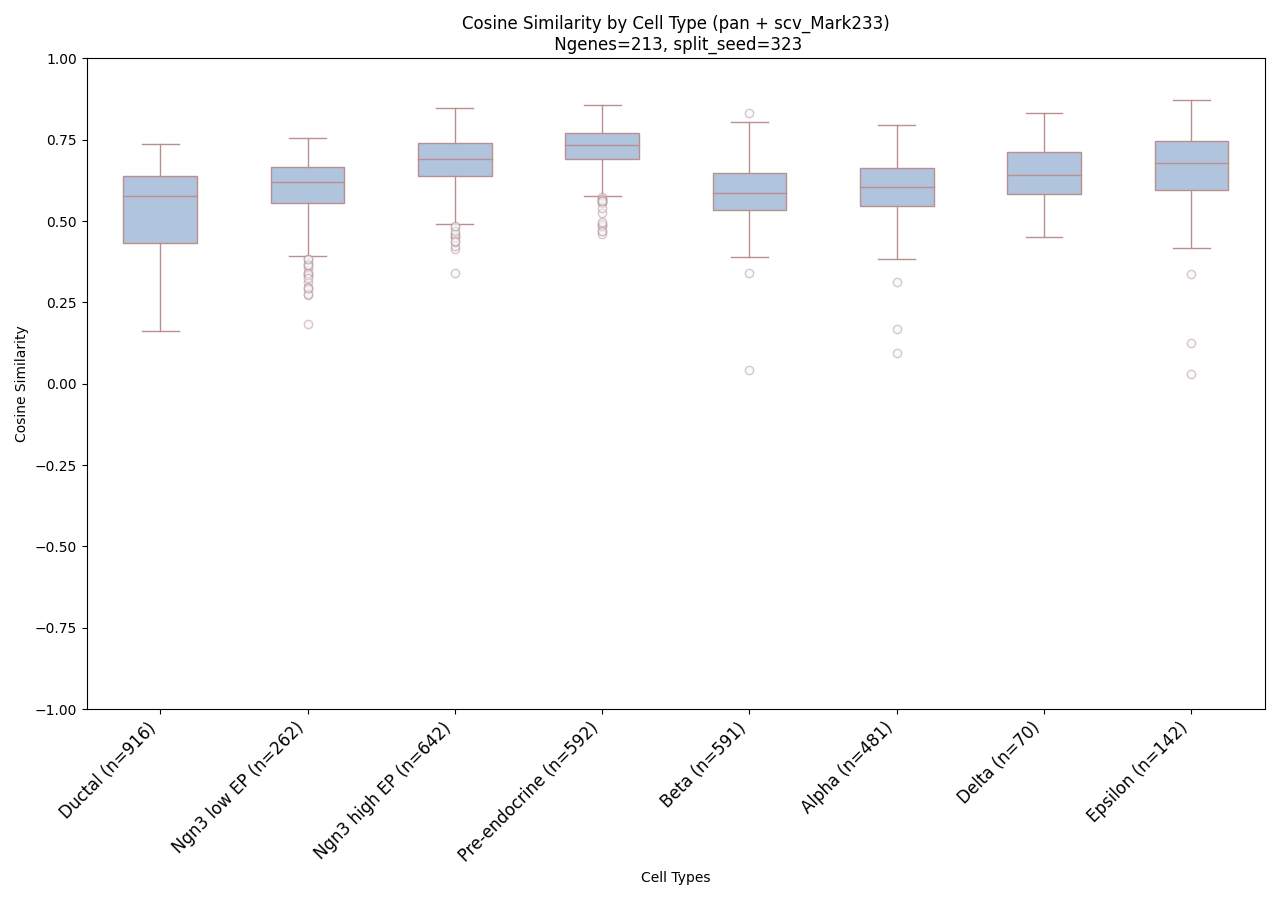 Cosine Similarity by Cell Type (pan + scv_Mark233)
Ngenes=213, split_seed=323
1.00
0.75
0.50
0.25
0.00
−0.25
−0.50
−0.75
−1.00
Cosine Similarity
Ductal (n=916)
Ngn3 low EP (n=262)
Ngn3 high EP (n=642)
Pre-endocrine (n=592)
Beta (n=591)
Alpha (n=481)
Delta (n=70)
Epsilon (n=142)
Cell Types